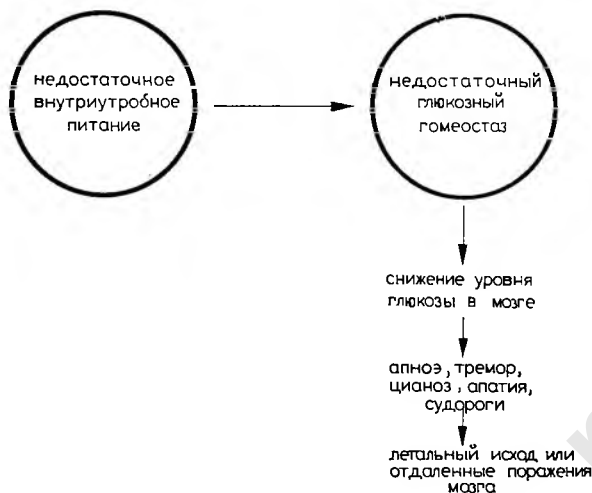 недостаточное
внутриутробное
питание
недостаточный
глюкозный
гомеостаз
снижение уровня
глюкозы в мозге
апноэ, тремор,
цианоз, апатия,
судороги
летальный исход или
отдаленные поражения
мозга